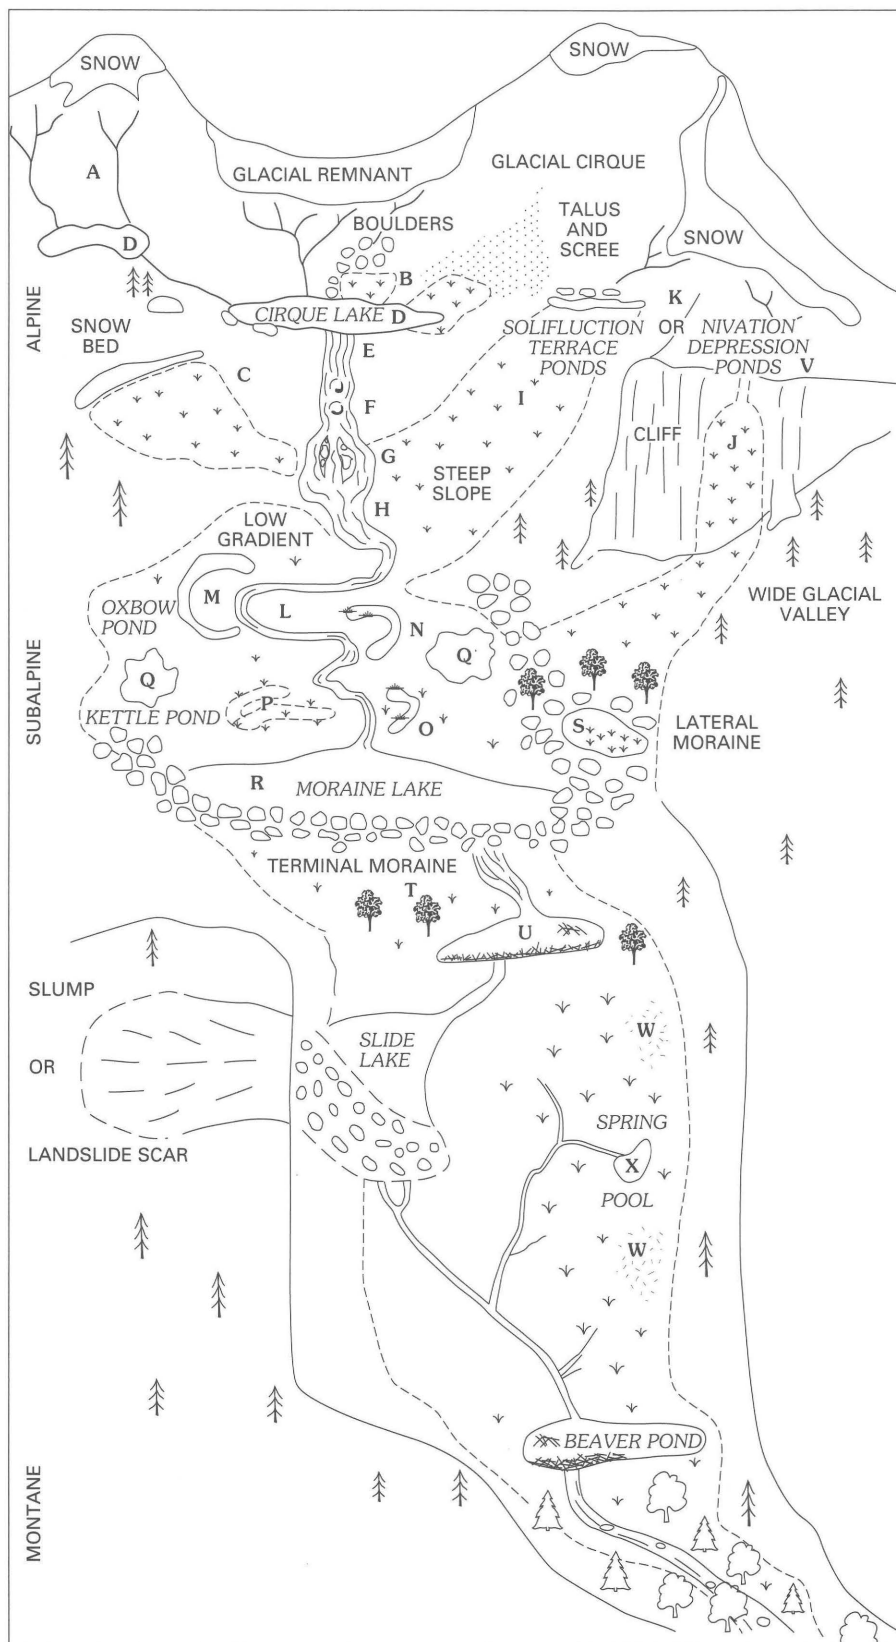 SNOW
SNOW
A
GLACIAL REMNANT
GLACIAL CIRQUE
BOULDERS
TALUS
AND
SCREE
D
SNOW
B
ALPINE
CIRQUE LAKE D
K
SOLIFLUCTION
TERRACE
PONDS
OR
NIVATION
DEPRESSION
PONDS V
SNOW
BED
E
C
I
F
CLIFF
J
G
STEEP
SLOPE
H
LOW
GRADIENT
WIDE GLACIAL
VALLEY
OXBOW
POND
M
L
N
Q
Q
SUBALPINE
KETTLE POND
P
O
S
LATERAL
MORAINE
R
MORAINE LAKE
TERMINAL MORAINE
T
U
SLUMP
OR
LANDSLIDE SCAR
SLIDE
LAKE
W
SPRING
X
POOL
W
BEAVER POND
MONTANE